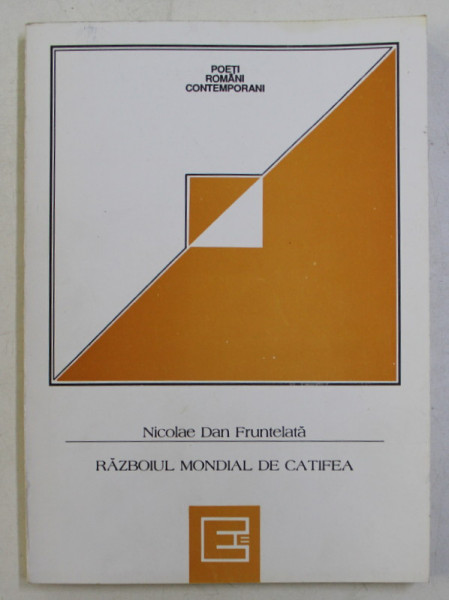 POEȚI
ROMÂNI
CONTEMPORANI
Nicolae Dan Fruntelată
RĂZBOIUL MONDIAL DE CATIFEA